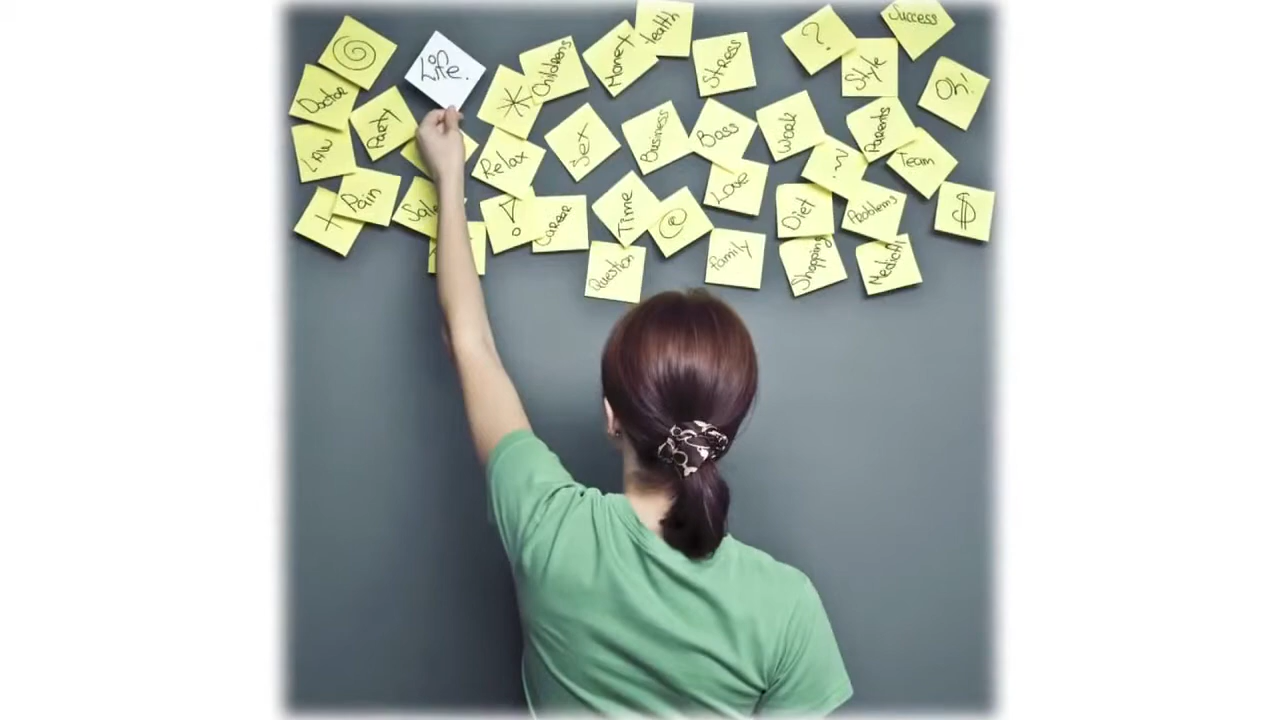 Success
Health
Life.
Childrens
Money
Stress
?
Style
Oh!
Doctor
Party
*
Sex
Business
Boss
Work
Parents
LAW
Relax
?!
Team
Pain
Love
+
Sale
!
Career
Time
@
Diet
Problems
$
Question
family
Shopping
Medical